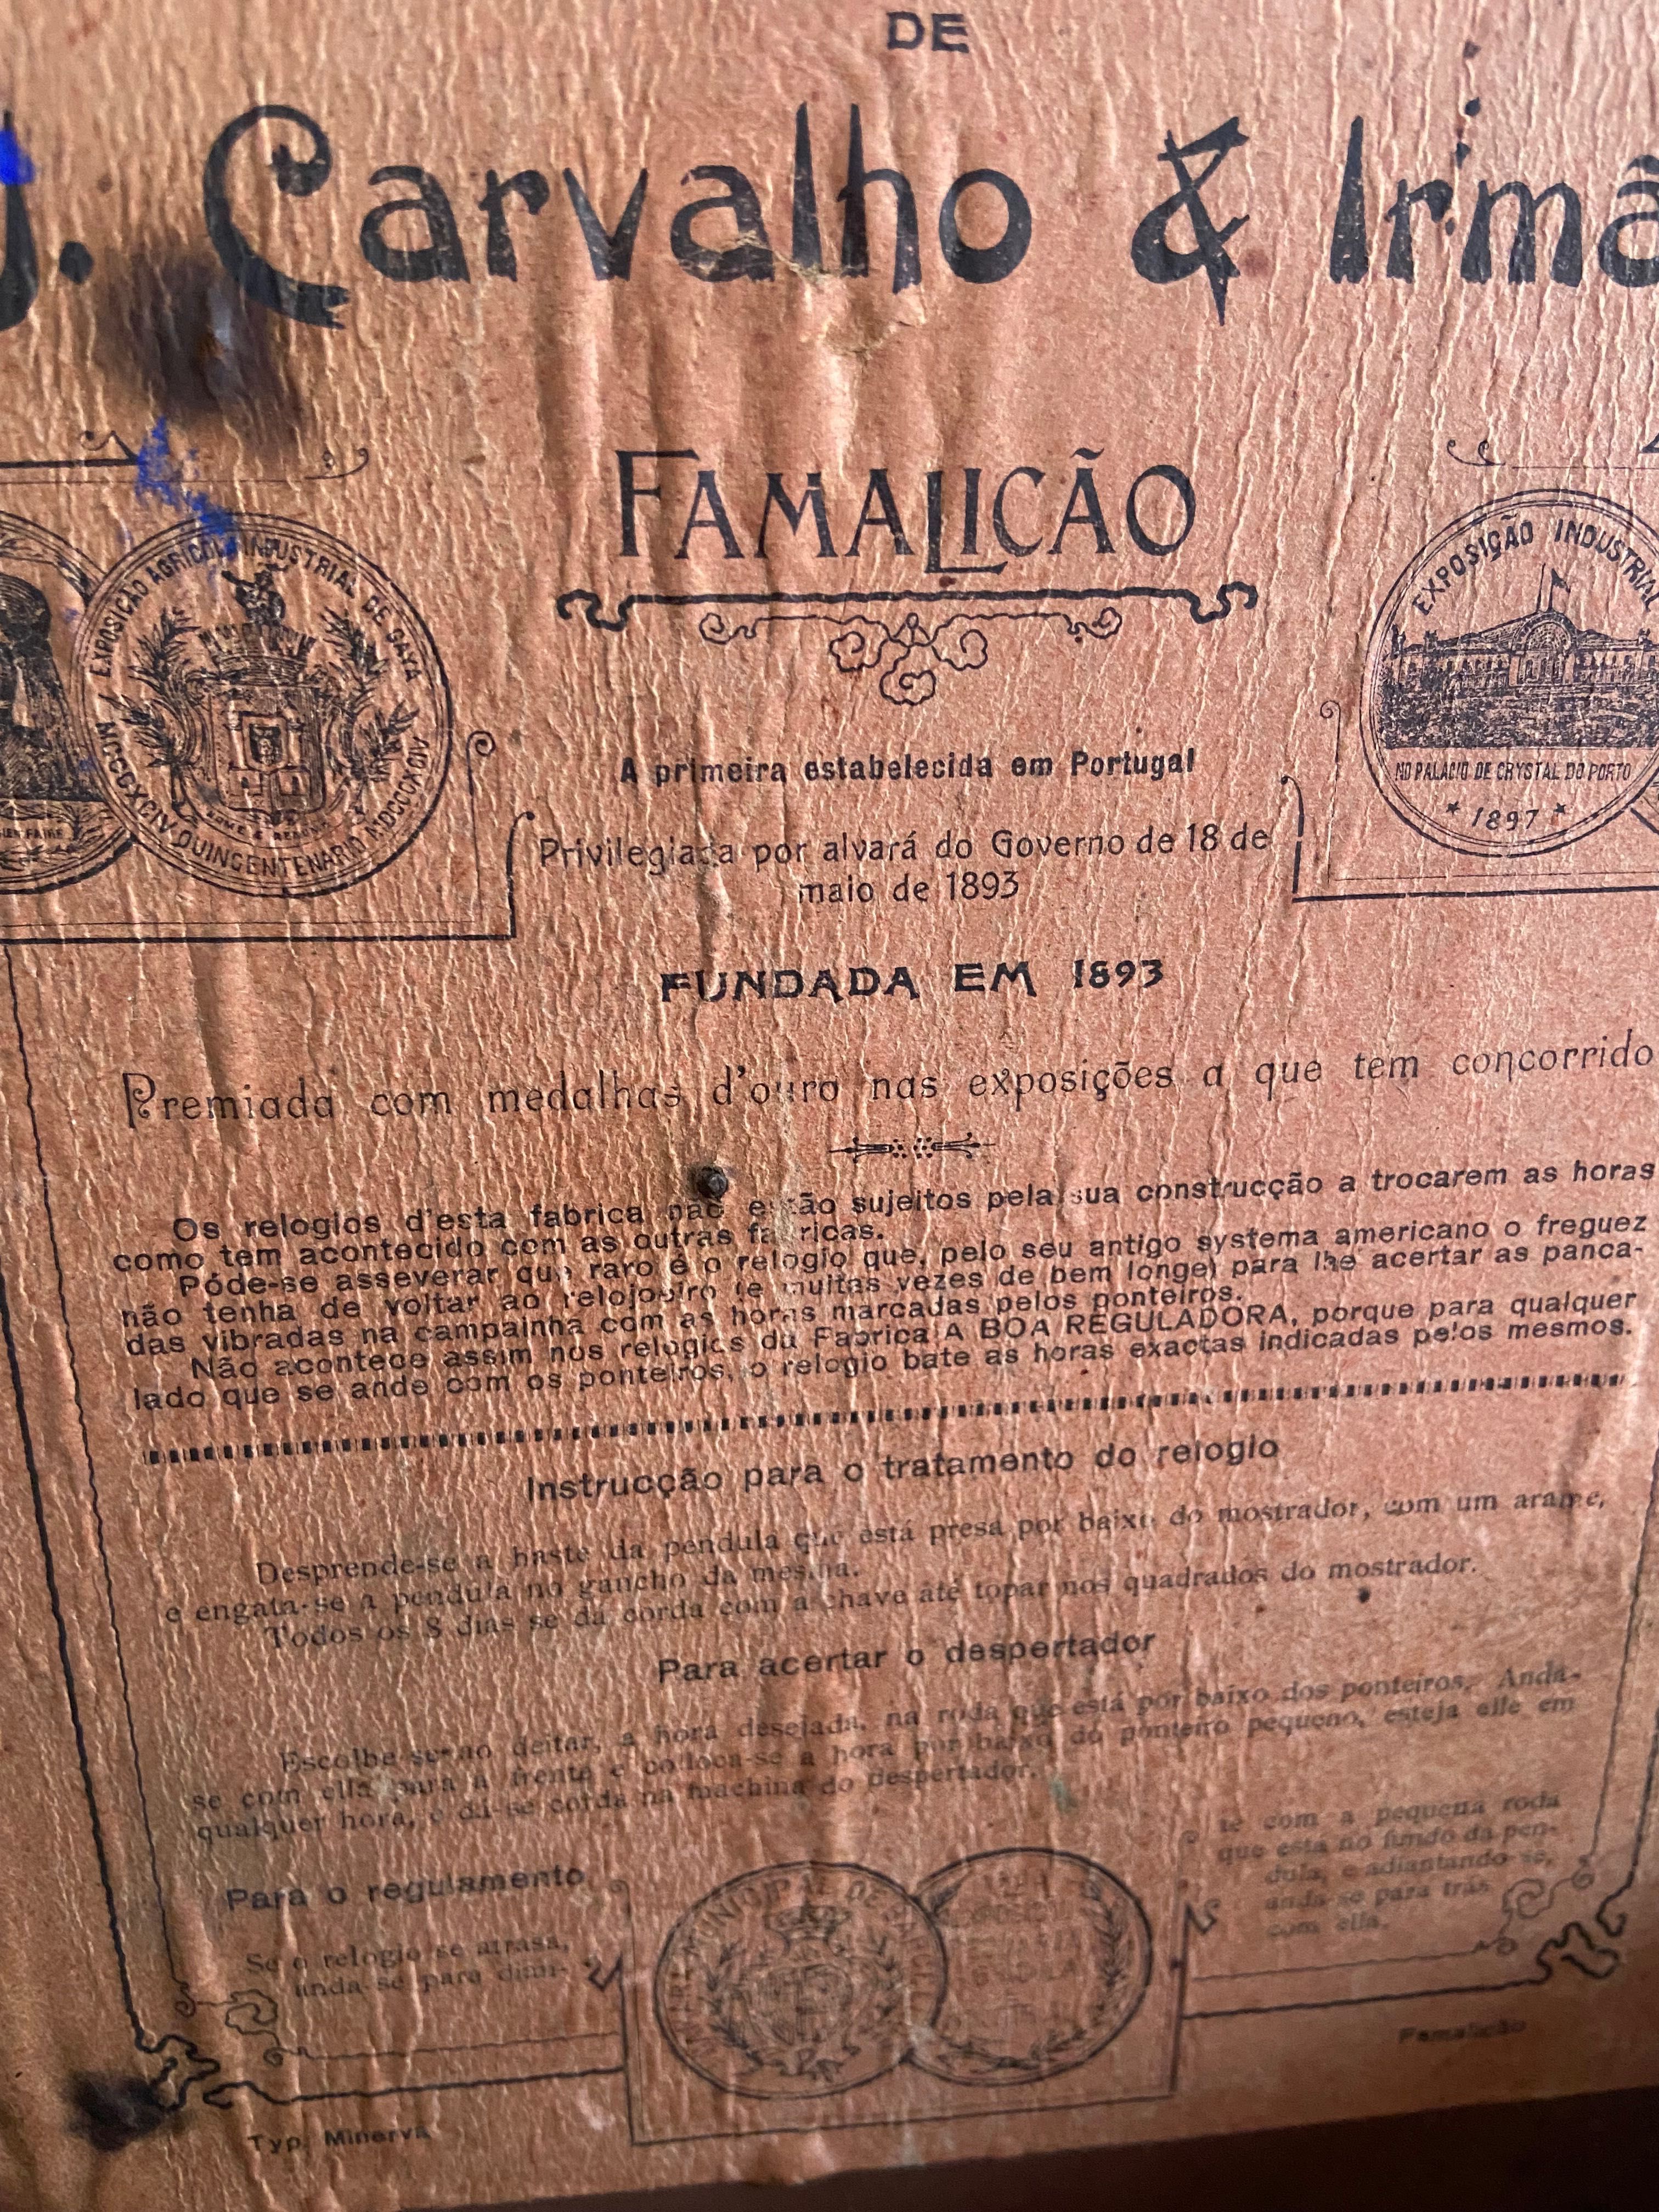 DE
J. Carvalho & Irmã
FAMALICÃO
EXPOSIÇÃO AGRICOLA INDUSTRIAL DE GAYA
MCCCXCIV QUINGENTENARIO MDCCCXCIV
EXPOSIÇÃO INDUSTRIAL
NO PALACIO DE CRYSTAL DO PORTO
* 1897 *
A primeira estabelecida em Portugal
Privilegiada por alvará do Governo de 18 de
maio de 1893
FUNDADA EM 1893
Premiada com medalhas d'ouro nas exposições a que tem concorrido
Os relogios d'esta fabrica não estão sujeitos pela sua construcção a trocarem as horas
como tem acontecido com as outras fabricas.
Póde-se asseverar que raro é o relogio que, pelo seu antigo systema americano o freguez
não tenha de voltar ao relojoeiro (e muitas vezes de bem longe) para lhe acertar as panca-
das vibradas na campainha com as horas marcadas pelos ponteiros.
Não acontece assim nos relogios da Fabrica A BOA REGULADORA, porque para qualquer
lado que se ande com os ponteiros, o relogio bate as horas exactas indicadas pelos mesmos.
Instrucção para o tratamento do relogio
Desprende-se a haste da pendula que está presa por baixo do mostrador, com um arame,
e engata-se a pendula no gancho da mesma.
Todos os 8 dias se dá corda com a chave até topar nos quadrados do mostrador.
Para acertar o despertador
Escolhe-se ao deitar, a hora desejada, na roda que está por baixo dos ponteiros. Anda-
se com ella para a frente e colloca-se a hora por baixo do ponteiro pequeno, esteja elle em
qualquer hora, e dá-se corda na machina do despertador.
Para o regulamento
Se o relogio se atrasa,
anda-se para dian-
te com a pequena roda
que está no fundo da pen-
dula, e adiantando-se,
anda-se para trás
com ella.
MUNICIPAL DE
Typ. Minerva
Famalicão